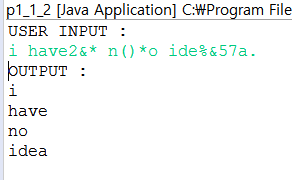 p1_1_2 [Java Application] C:₩Program File
USER INPUT :
i have2&* n()*o ide%&57a.
OUTPUT :
i
have
no
idea